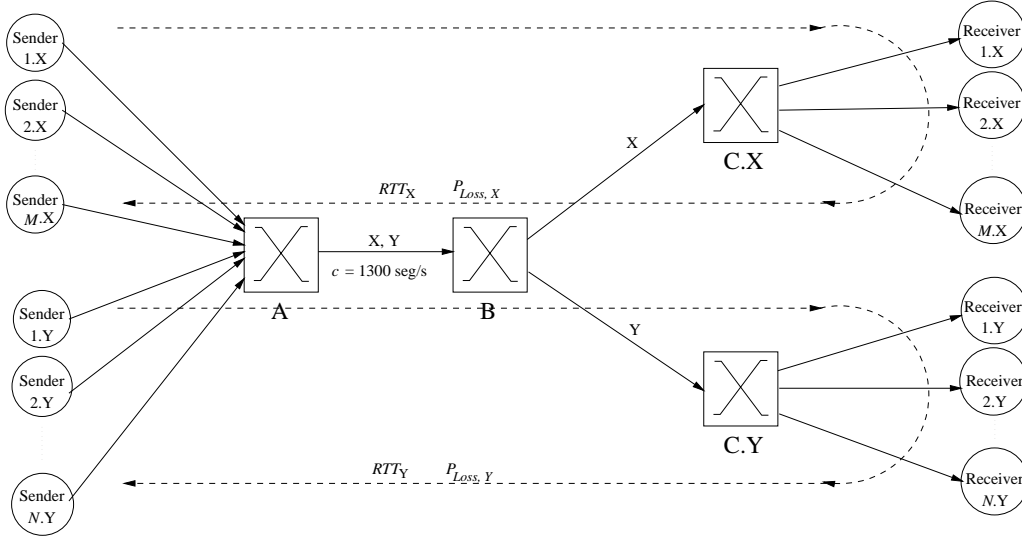 Sender
1.X
Sender
2.X
Sender
M.X
Sender
1.Y
Sender
2.Y
Sender
N.Y
RTT_X P_Loss, X
X, Y
c = 1300 seg/s
A
B
X
Y
C.X
C.Y
RTT_Y P_Loss, Y
Receiver
1.X
Receiver
2.X
Receiver
M.X
Receiver
1.Y
Receiver
2.Y
Receiver
N.Y